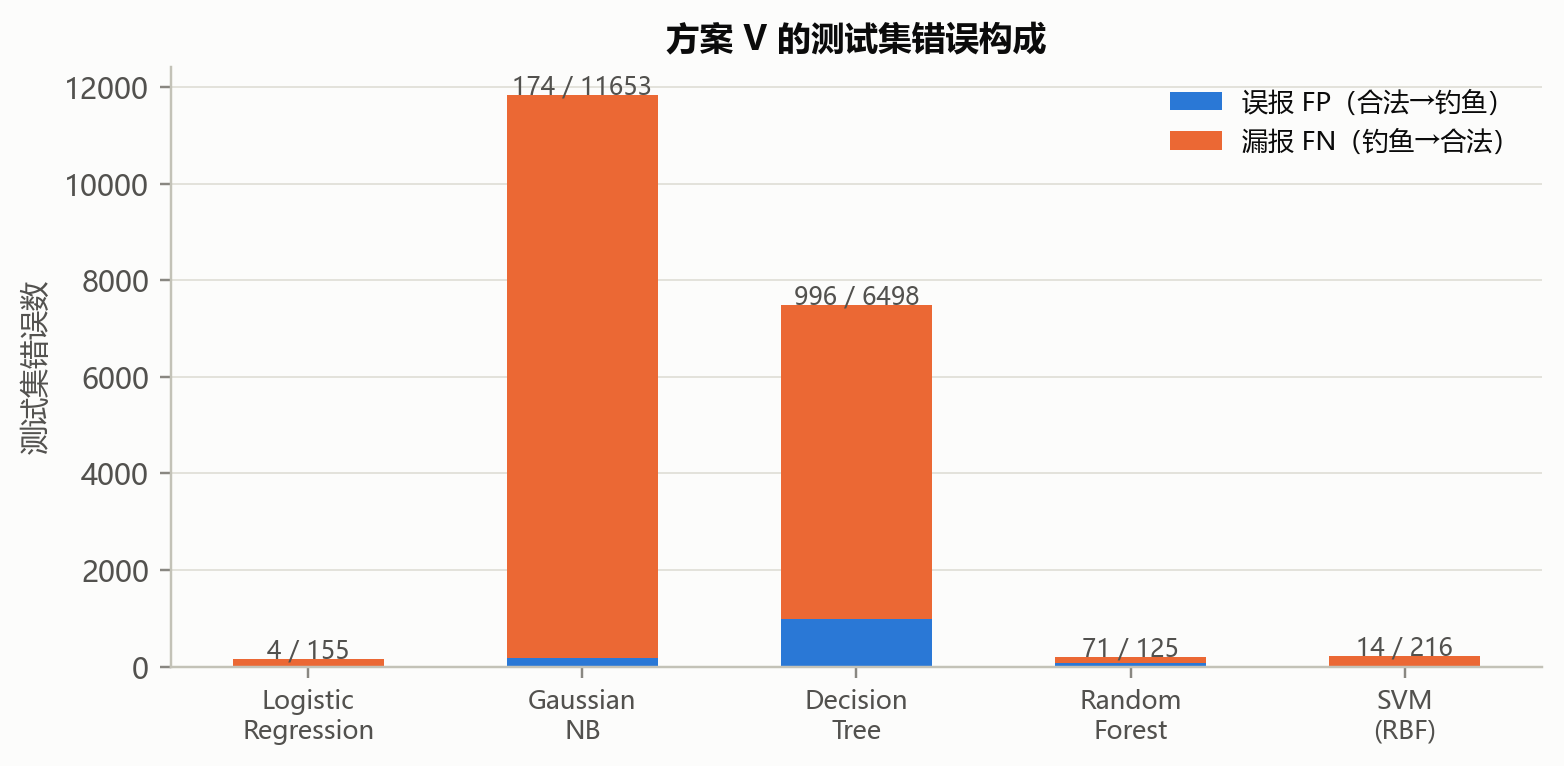 方案 V 的测试集错误构成
误报 FP（合法→钓鱼）
漏报 FN（钓鱼→合法）
测试集错误数
12000
10000
8000
6000
4000
2000
0
4 / 155
174 / 11653
996 / 6498
71 / 125
14 / 216
Logistic
Regression
Gaussian
NB
Decision
Tree
Random
Forest
SVM
(RBF)